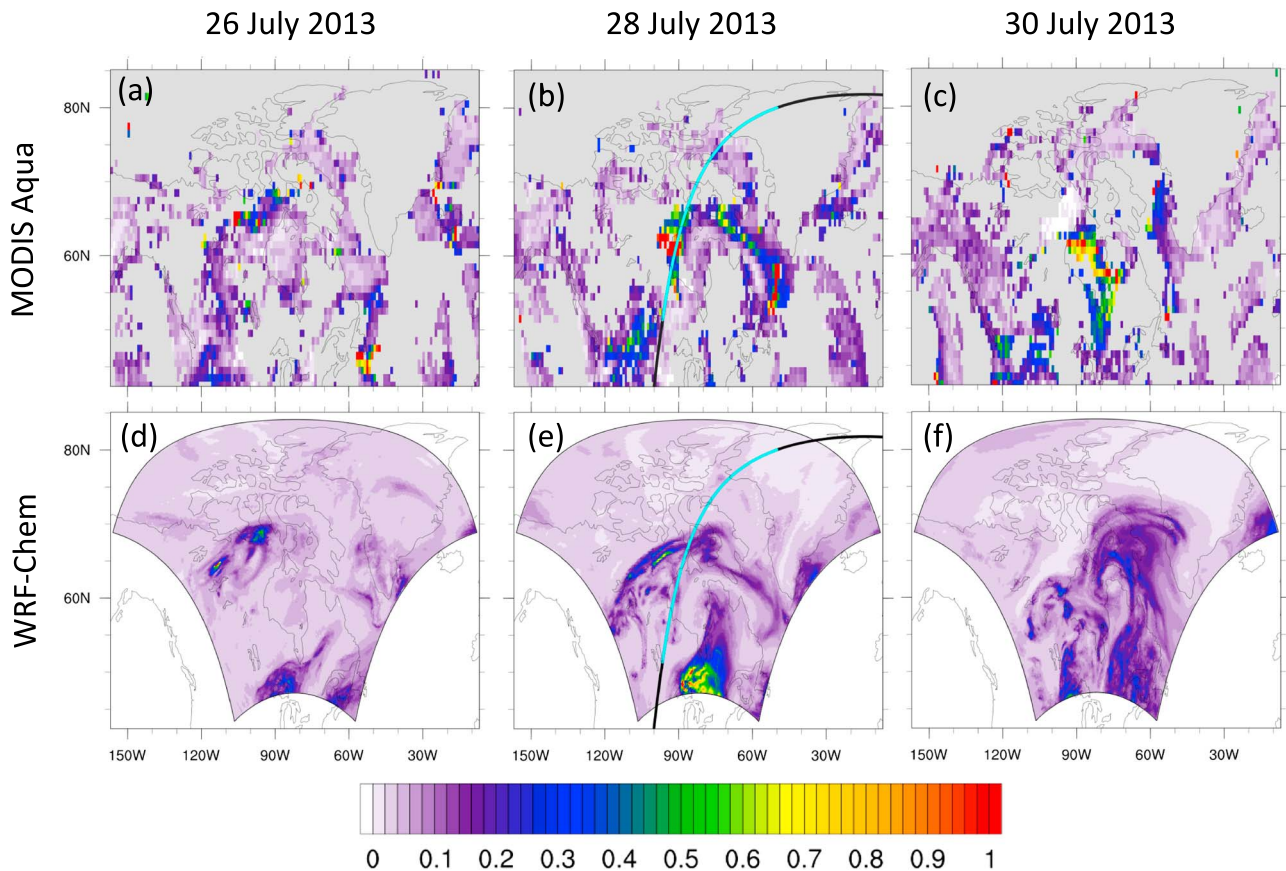 26 July 2013 28 July 2013 30 July 2013
MODIS Aqua
(a) (b) (c)
80N
60N
WRF-Chem
(d) (e) (f)
80N
60N
150W 120W 90W 60W 30W 150W 120W 90W 60W 30W 150W 120W 90W 60W 30W
0 0.1 0.2 0.3 0.4 0.5 0.6 0.7 0.8 0.9 1